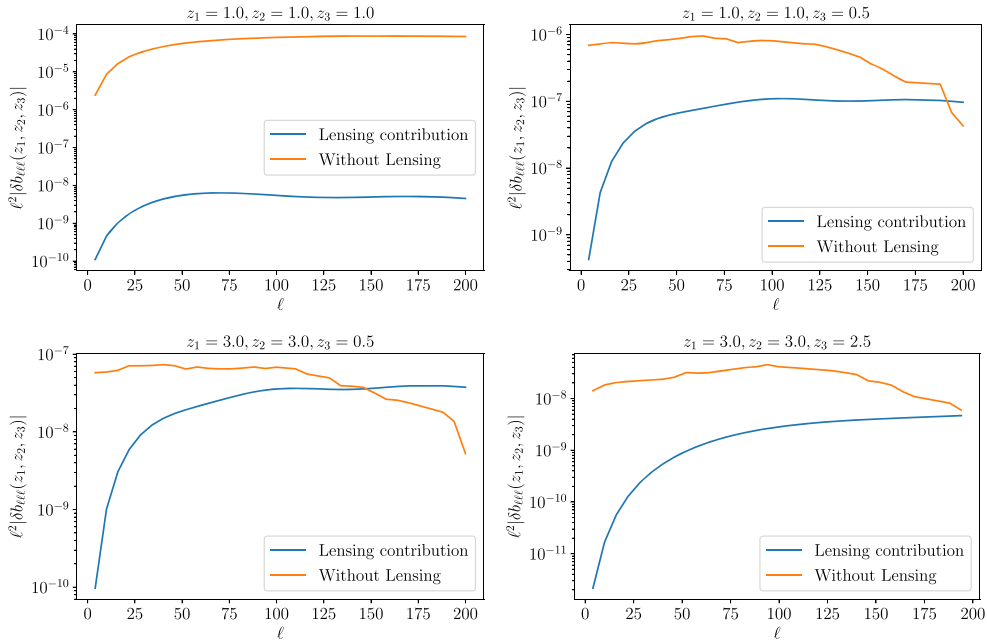 z₁ = 1.0, z₂ = 1.0, z₃ = 1.0
ℓ²|δb_ℓℓℓ(z₁, z₂, z₃)|
10⁻⁴
10⁻⁵
10⁻⁶
10⁻⁷
10⁻⁸
10⁻⁹
10⁻¹⁰
Lensing contribution
Without Lensing
0 25 50 75 100 125 150 175 200
ℓ
z₁ = 1.0, z₂ = 1.0, z₃ = 0.5
ℓ²|δb_ℓℓℓ(z₁, z₂, z₃)|
10⁻⁶
10⁻⁷
10⁻⁸
10⁻⁹
Lensing contribution
Without Lensing
0 25 50 75 100 125 150 175 200
ℓ
z₁ = 3.0, z₂ = 3.0, z₃ = 0.5
ℓ²|δb_ℓℓℓ(z₁, z₂, z₃)|
10⁻⁷
10⁻⁸
10⁻⁹
10⁻¹⁰
Lensing contribution
Without Lensing
0 25 50 75 100 125 150 175 200
ℓ
z₁ = 3.0, z₂ = 3.0, z₃ = 2.5
ℓ²|δb_ℓℓℓ(z₁, z₂, z₃)|
10⁻⁸
10⁻⁹
10⁻¹⁰
10⁻¹¹
Lensing contribution
Without Lensing
0 25 50 75 100 125 150 175 200
ℓ